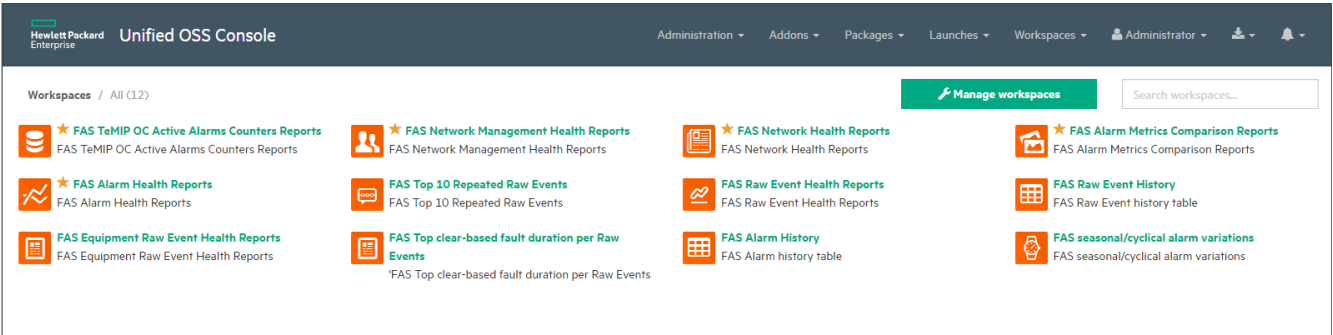 Hewlett Packard
Enterprise
Unified OSS Console
Administration
Addons
Packages
Launches
Workspaces
Administrator
Workspaces / All (12)
Manage workspaces
Search workspaces...
FAS TeMIP OC Active Alarms Counters Reports
FAS TeMIP OC Active Alarms Counters Reports
FAS Network Management Health Reports
FAS Network Management Health Reports
FAS Network Health Reports
FAS Network Health Reports
FAS Alarm Metrics Comparison Reports
FAS Alarm Metrics Comparison Reports
FAS Alarm Health Reports
FAS Alarm Health Reports
FAS Top 10 Repeated Raw Events
FAS Top 10 Repeated Raw Events
FAS Raw Event Health Reports
FAS Raw Event Health Reports
FAS Raw Event History
FAS Raw Event history table
FAS Equipment Raw Event Health Reports
FAS Equipment Raw Event Health Reports
FAS Top clear-based fault duration per Raw
Events
'FAS Top clear-based fault duration per Raw Events
FAS Alarm History
FAS Alarm history table
FAS seasonal/cyclical alarm variations
FAS seasonal/cyclical alarm variations